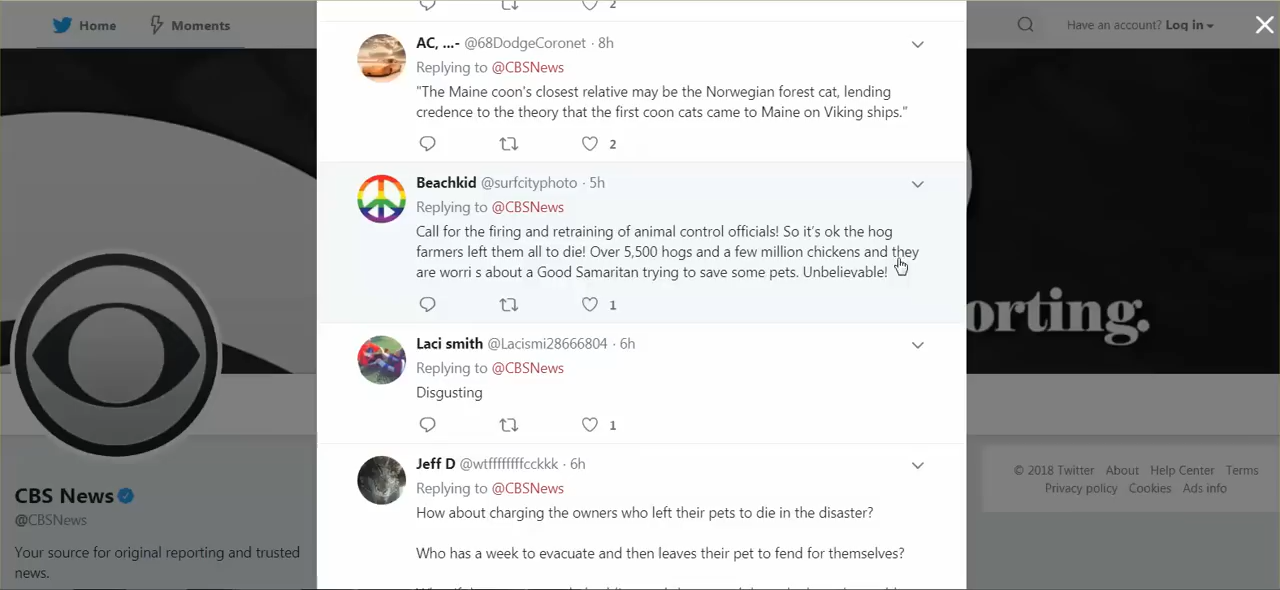 Home
Moments
Have an account? Log in
2
AC, ...- @68DodgeCoronet · 8h
Replying to @CBSNews
"The Maine coon's closest relative may be the Norwegian forest cat, lending
credence to the theory that the first coon cats came to Maine on Viking ships."
2
Beachkid @surfcityphoto · 5h
Replying to @CBSNews
Call for the firing and retraining of animal control officials! So it's ok the hog
farmers left them all to die! Over 5,500 hogs and a few million chickens and they
are worri s about a Good Samaritan trying to save some pets. Unbelievable!
1
Laci smith @Lacismi28666804 · 6h
Replying to @CBSNews
Disgusting
1
Jeff D @wtffffffffcckkk · 6h
Replying to @CBSNews
How about charging the owners who left their pets to die in the disaster?
Who has a week to evacuate and then leaves their pet to fend for themselves?
orting.
CBS News
@CBSNews
Your source for original reporting and trusted
news.
© 2018 Twitter About Help Center Terms
Privacy policy Cookies Ads info